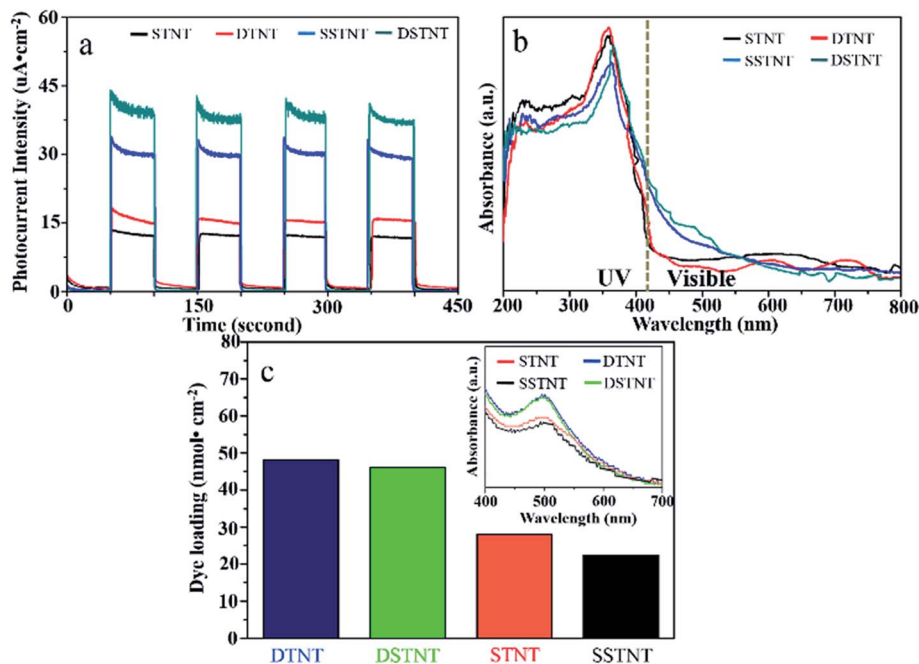 a
STNT DTNT SSTNT DSTNT
Photocurrent Intensity (uA•cm-2)
60
45
30
15
0
0 150 300 450
Time (second)
b
STNT DTNT
SSTNT DSTNT
Absorbance (a.u.)
UV Visible
200 300 400 500 600 700 800
Wavelength (nm)
c
Dye loading (nmol• cm-2)
80
70
60
50
40
30
20
10
0
DTNT DSTNT STNT SSTNT
STNT DTNT
SSTNT DSTNT
Absorbance (a.u.)
400 500 600 700
Wavelength (nm)